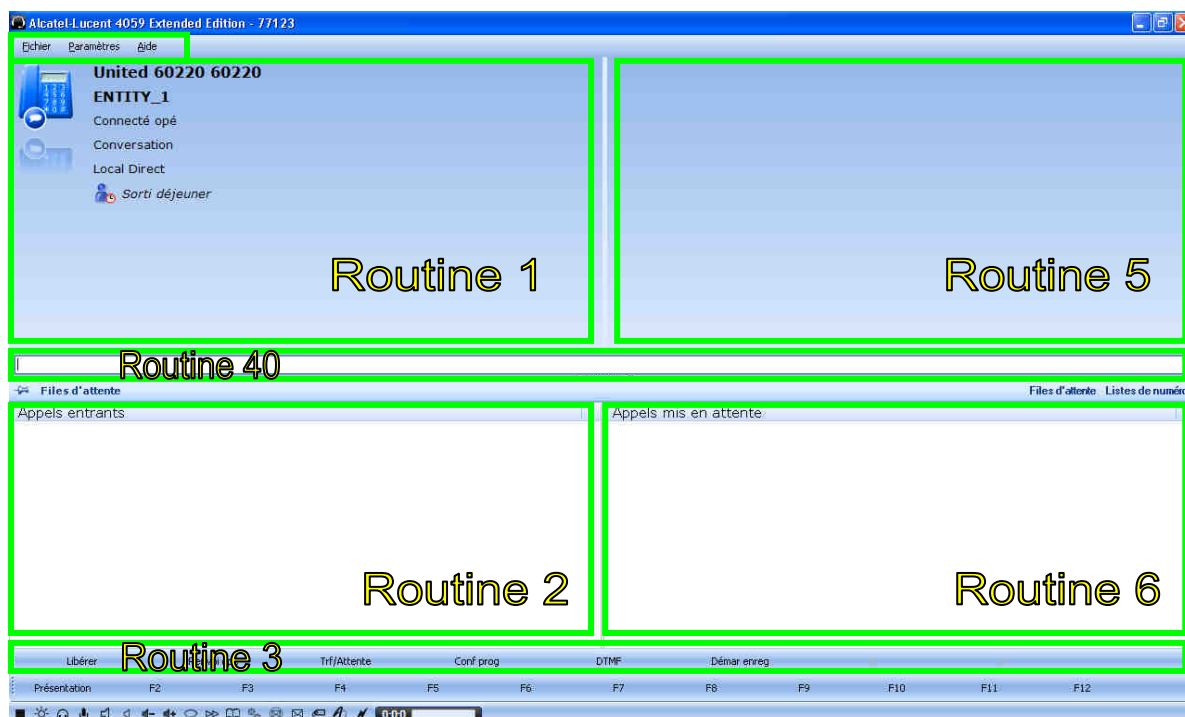 Alcatel-Lucent 4059 Extended Edition - 77123
Fichier Paramètres Aide
United 60220 60220
ENTITY_1
Connecté opé
Conversation
Local Direct
Sorti déjeuner
Routine 1
Routine 5
Routine 40
Files d'attente
Files d'attente Listes de numéro
Appels entrants
Appels mis en attente
Routine 2
Routine 6
Libérer Routine 3 Trf/Attente Conf prog DTMF Démar enreg
Présentation F2 F3 F4 F5 F6 F7 F8 F9 F10 F11 F12
0:0:0